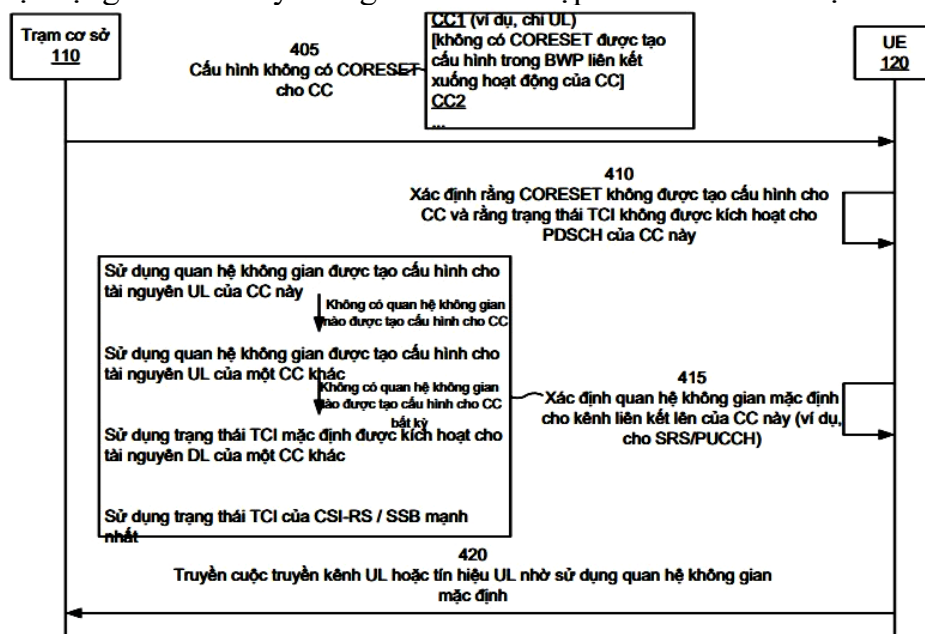 Trạm cơ sở
110
405
Cấu hình không có CORESET
cho CC
CC1 (ví dụ, chỉ UL)
[không có CORESET được tạo
cấu hình trong BWP liên kết
xuống hoạt động của CC]
CC2
...
UE
120
410
Xác định rằng CORESET không được tạo cấu hình cho
CC và rằng trạng thái TCI không được kích hoạt cho
PDSCH của CC này
Sử dụng quan hệ không gian được tạo cấu hình cho
tài nguyên UL của CC này
Không có quan hệ không gian
nào được tạo cấu hình cho CC
Sử dụng quan hệ không gian được tạo cấu hình cho
tài nguyên UL của một CC khác
Không có quan hệ không gian
nào được tạo cấu hình cho CC
bất kỳ
Sử dụng trạng thái TCI mặc định được kích hoạt cho
tài nguyên DL của một CC khác
Sử dụng trạng thái TCI của CSI-RS / SSB mạnh
nhất
415
Xác định quan hệ không gian mặc định
cho kênh liên kết lên của CC này (ví dụ,
cho SRS/PUCCH)
420
Truyền cuộc truyền kênh UL hoặc tín hiệu UL nhờ sử dụng quan hệ không gian
mặc định